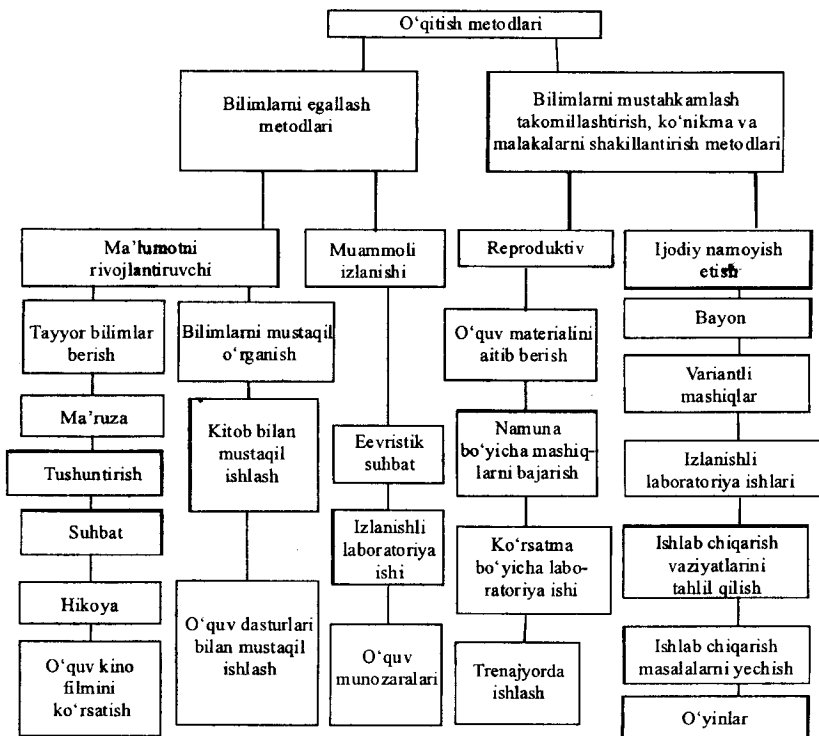 O‘qitish metodlari
Bilimlarni egallash
metodlari
Bilimlarni mustahkamlash
takomillashtirish, ko‘nikma va
malakalarni shakillantirish metodlari
Ma’lumotni
rivojlantiruvchi
Muammoli
izlanishi
Reproduktiv
Ijodiy namoyish
etish
Tayyor bilimlar
berish
Ma’ruza
Tushuntirish
Suhbat
Hikoya
O‘quv kino
filmini
ko‘rsatish
Bilimlarni mustaqil
o‘rganish
Kitob bilan
mustaqil
ishlash
O‘quv dasturlari
bilan mustaqil
ishlash
Eevristik
suhbat
Izlanishli
laboratoriya
ishi
O‘quv
munozaralari
O‘quv materialini
aitib berish
Namuna
bo‘yicha mashiq-
larni bajarish
Ko‘rsatma
bo‘yicha labo-
ratoriya ishi
Trenajyorda
ishlash
Bayon
Variantli
mashiqlar
Izlanishli
laboratoriya ishlari
Ishlab chiqarish
vaziyatlarini
tahlil qilish
Ishlab chiqarish
masalalarni yechish
O‘yinlar